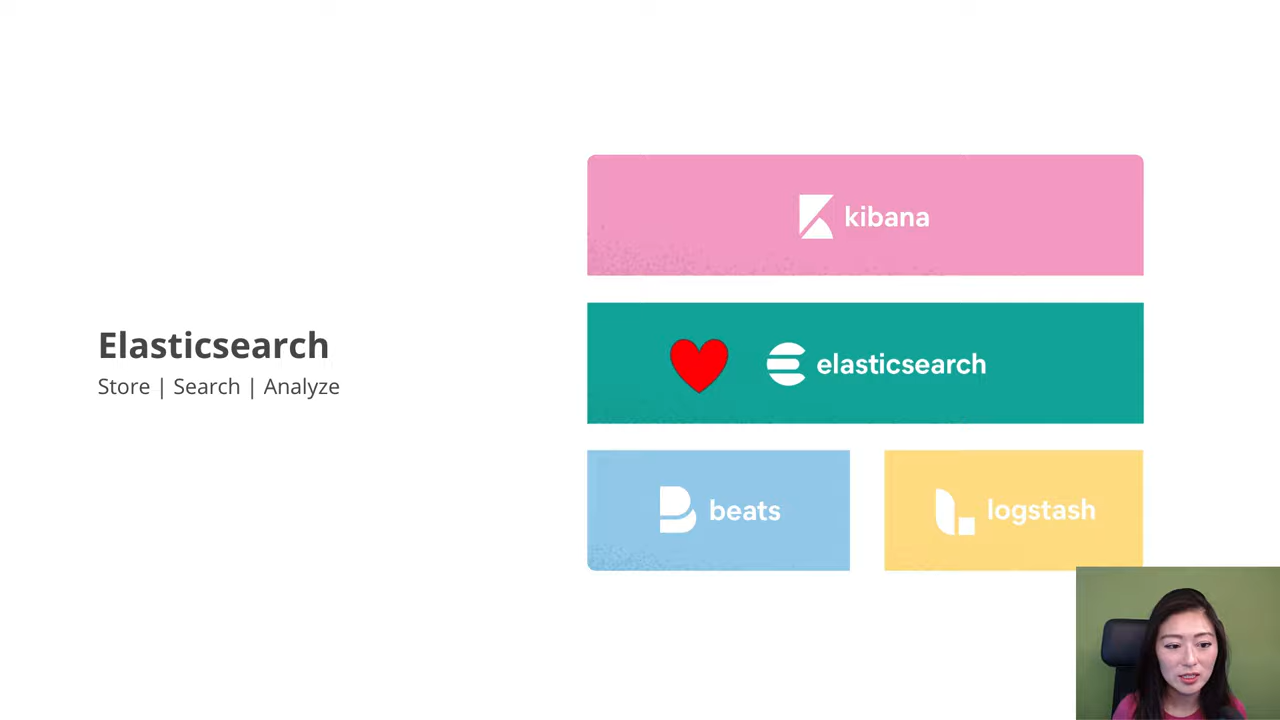 Elasticsearch
Store | Search | Analyze
kibana
elasticsearch
beats
logstash